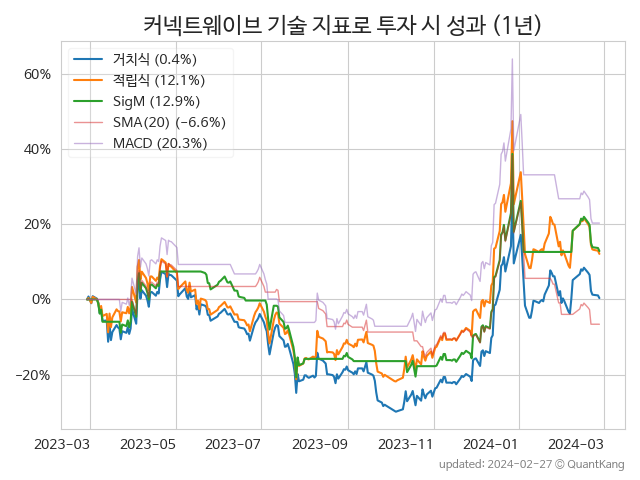 커넥트웨이브 기술 지표로 투자 시 성과 (1년)
거치식 (0.4%)
적립식 (12.1%)
SigM (12.9%)
SMA(20) (−6.6%)
MACD (20.3%)
60%
40%
20%
0%
−20%
2023-03 2023-05 2023-07 2023-09 2023-11 2024-01 2024-03
updated: 2024-02-27 © QuantKang